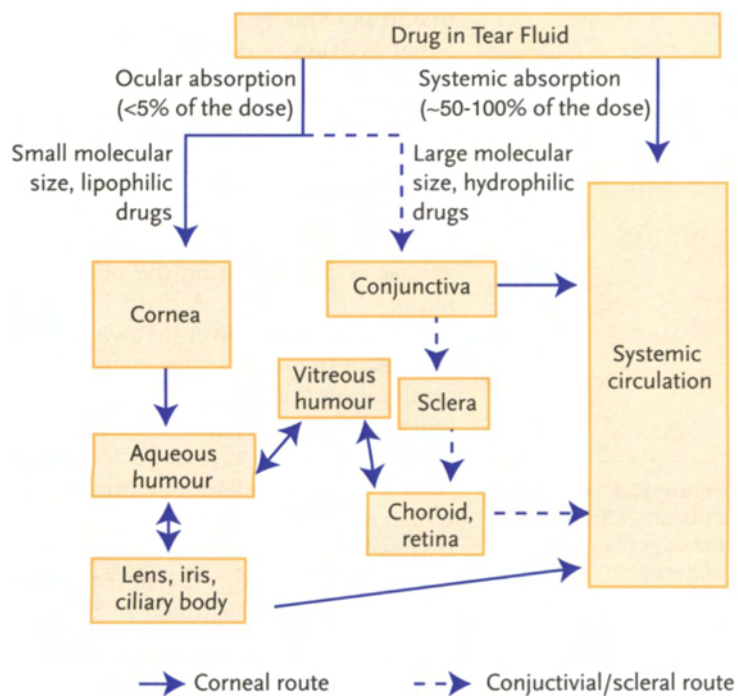 Drug in Tear Fluid
Ocular absorption
(<5% of the dose)
Systemic absorption
(~50-100% of the dose)
Small molecular
size, lipophilic
drugs
Large molecular
size, hydrophilic
drugs
Cornea
Conjunctiva
Systemic
circulation
Vitreous
humour
Sclera
Aqueous
humour
Choroid,
retina
Lens, iris,
ciliary body
Corneal route
Conjuctivial/scleral route